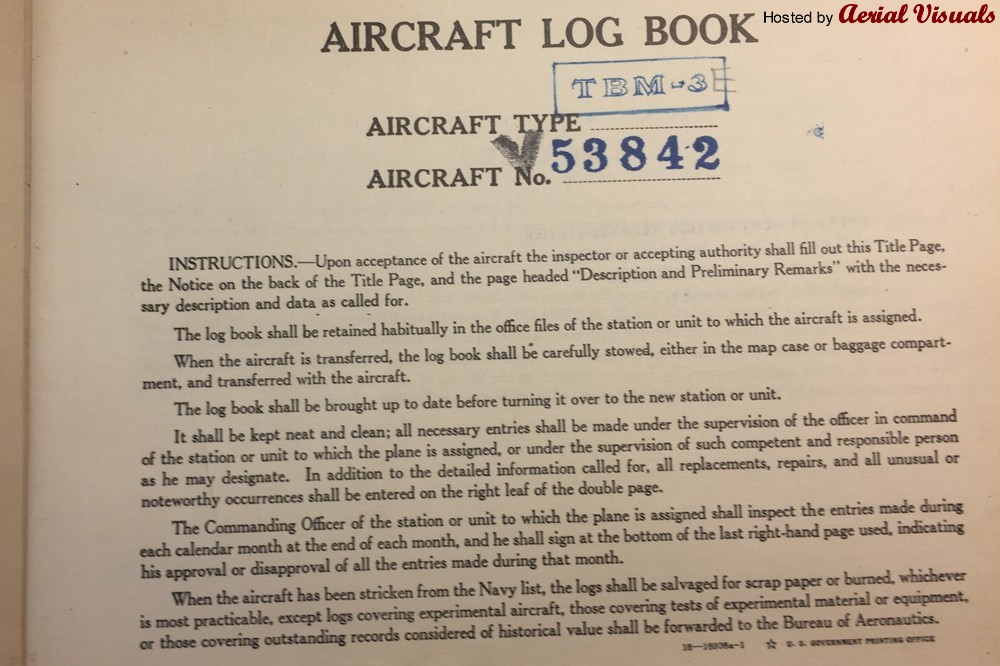 Hosted by Aerial Visuals
AIRCRAFT LOG BOOK
TBM-3E
AIRCRAFT TYPE
53842
AIRCRAFT No.
INSTRUCTIONS.—Upon acceptance of the aircraft the inspector or accepting authority shall fill out this Title Page,
the Notice on the back of the Title Page, and the page headed “Description and Preliminary Remarks” with the neces-
sary description and data as called for.
The log book shall be retained habitually in the office files of the station or unit to which the aircraft is assigned.
When the aircraft is transferred, the log book shall be carefully stowed, either in the map case or baggage compart-
ment, and transferred with the aircraft.
The log book shall be brought up to date before turning it over to the new station or unit.
It shall be kept neat and clean; all necessary entries shall be made under the supervision of the officer in command
of the station or unit to which the plane is assigned, or under the supervision of such competent and responsible person
as he may designate. In addition to the detailed information called for, all replacements, repairs, and all unusual or
noteworthy occurrences shall be entered on the right leaf of the double page.
The Commanding Officer of the station or unit to which the plane is assigned shall inspect the entries made during
each calendar month at the end of each month, and he shall sign at the bottom of the last right-hand page used, indicating
his approval or disapproval of all the entries made during that month.
When the aircraft has been stricken from the Navy list, the logs shall be salvaged for scrap paper or burned, whichever
is most practicable, except logs covering experimental aircraft, those covering tests of experimental material or equipment,
or those covering outstanding records considered of historical value shall be forwarded to the Bureau of Aeronautics.
U. S. GOVERNMENT PRINTING OFFICE